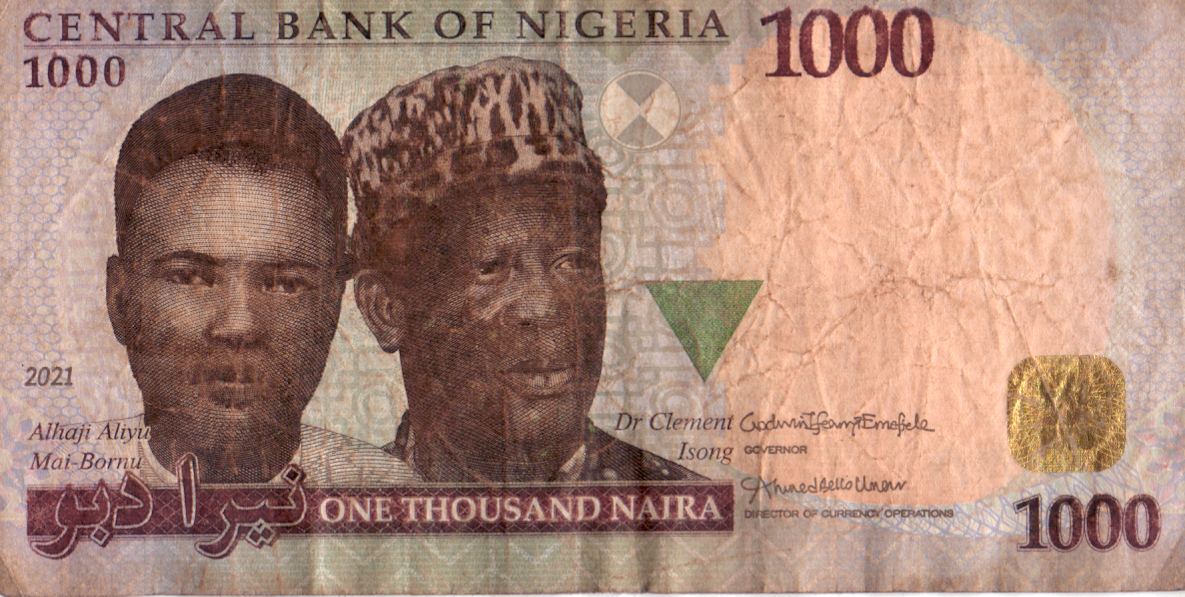 CENTRAL BANK OF NIGERIA
1000
1000
2021
Alhaji Aliyu
Mai-Bornu
Dr Clement
Isong
Godwin Ifeanyi Emefiele
GOVERNOR
Ahmed Bello Umar
DIRECTOR OF CURRENCY OPERATIONS
نيرا دبو
ONE THOUSAND NAIRA
1000